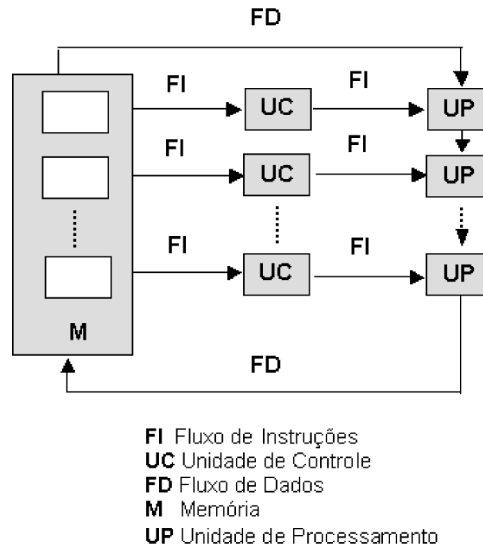 FD
FI
UC
FI
UP
FI
UC
FI
UP
FI
UC
FI
UP
M
FD
FI Fluxo de Instruções
UC Unidade de Controle
FD Fluxo de Dados
M Memória
UP Unidade de Processamento